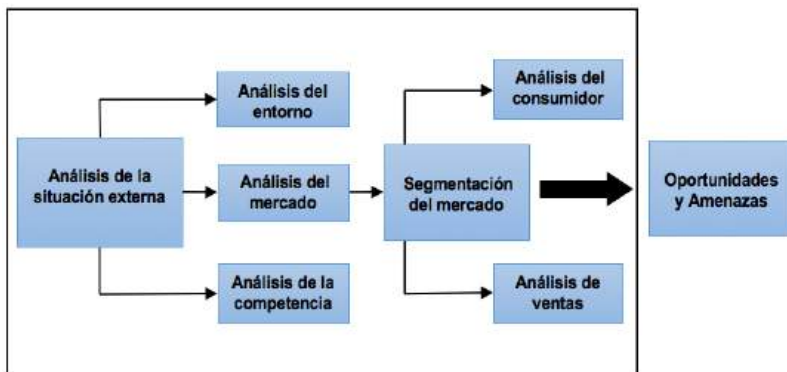 Análisis de la
situación externa
Análisis del
entorno
Análisis del
mercado
Análisis de la
competencia
Segmentación
del mercado
Análisis del
consumidor
Análisis de
ventas
Oportunidades
y Amenazas